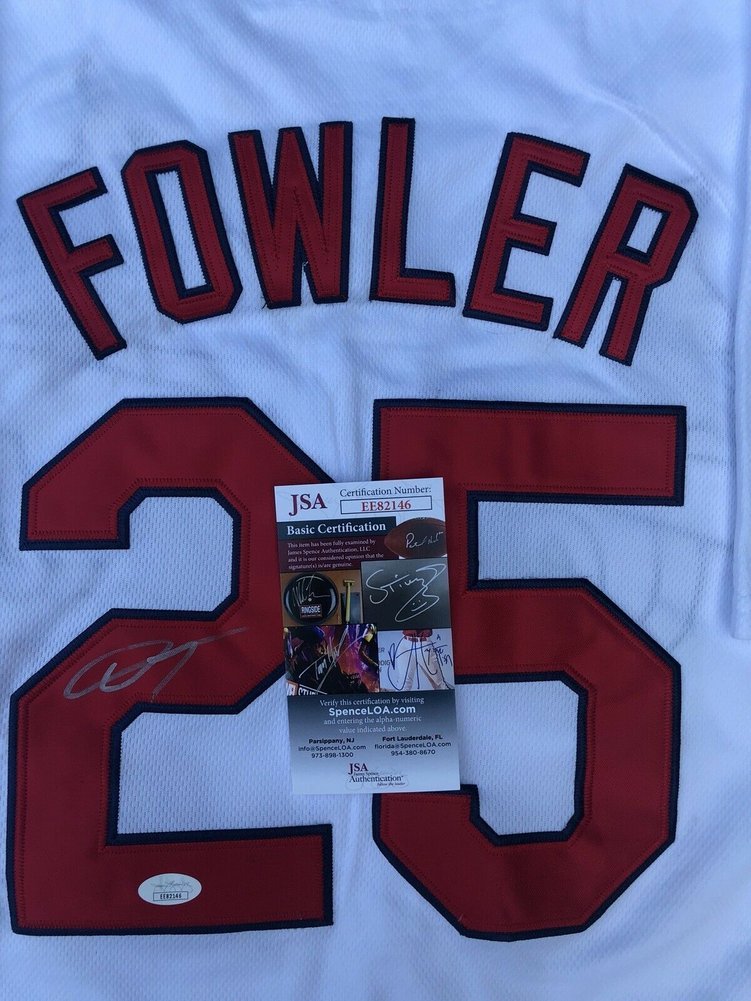 FOWLER
25
JSA
Certification Number:
EE82146
Basic Certification
This item has been fully examined by
James Spence Authentication, LLC
and it is our considered opinion that the
signature(s) is/are genuine.
RINGSIDE
Verify this certification by visiting
SpenceLOA.com
and entering the alpha-numeric
value indicated above.
Parsippany, NJ
info@SpenceLOA.com
973-898-1300
Fort Lauderdale, FL
florida@SpenceLOA.com
954-380-8670
JSA
James Spence
Authentication
EE82146